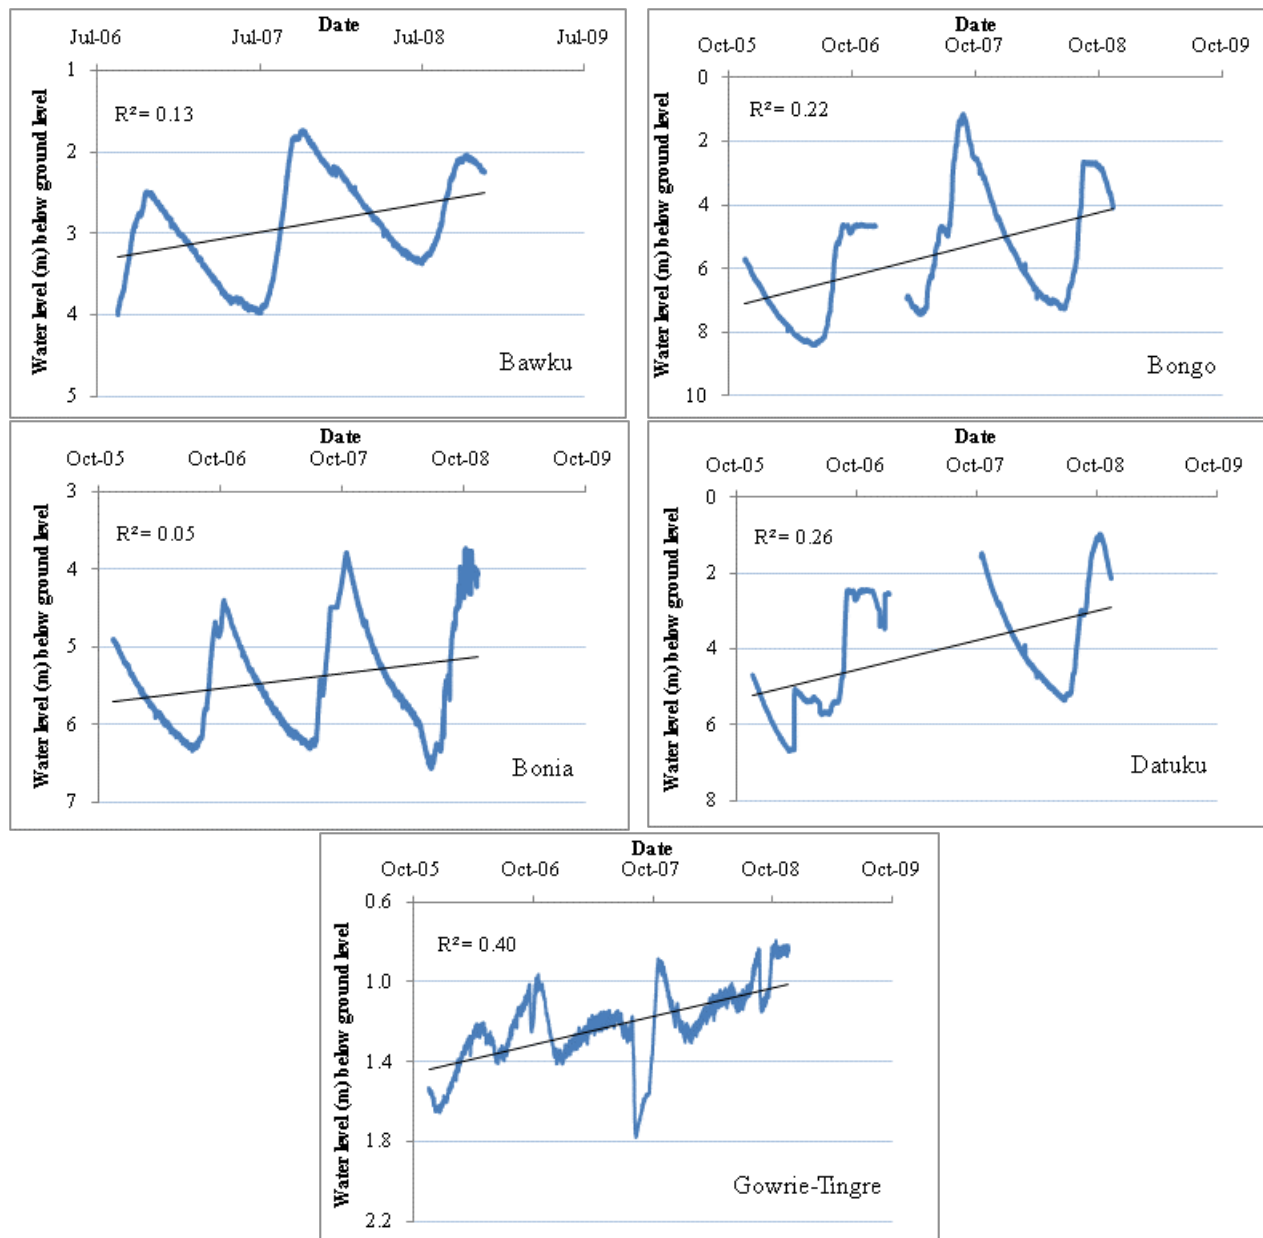 Date
Jul-06 Jul-07 Jul-08 Jul-09
Water level (m) below ground level
1
2
3
4
5
R² = 0.13
Bawku
Date
Oct-05 Oct-06 Oct-07 Oct-08 Oct-09
Water level (m) below ground level
0
2
4
6
8
10
R² = 0.22
Bongo
Date
Oct-05 Oct-06 Oct-07 Oct-08 Oct-09
Water level (m) below ground level
3
4
5
6
7
R² = 0.05
Bonia
Date
Oct-05 Oct-06 Oct-07 Oct-08 Oct-09
Water level (m) below ground level
0
2
4
6
8
R² = 0.26
Datuku
Date
Oct-05 Oct-06 Oct-07 Oct-08 Oct-09
Water level (m) below ground level
0.6
1.0
1.4
1.8
2.2
R² = 0.40
Gowrie-Tingre